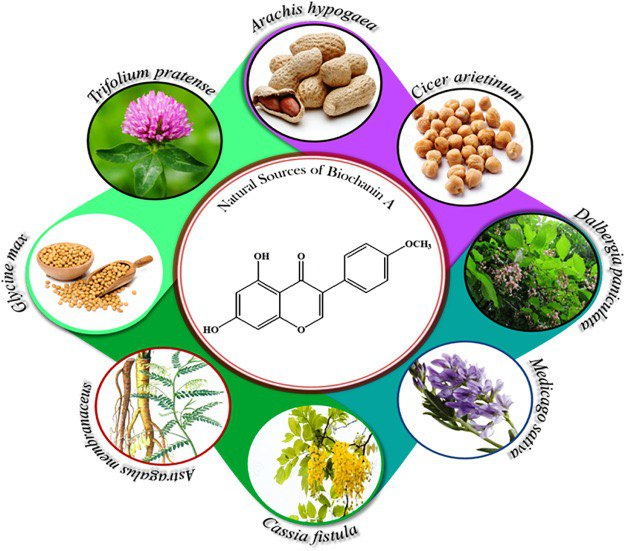 Arachis hypogaea
Trifolium pratense
Cicer arietinum
Natural Sources of Biochanin A
Dalbergia paniculata
Glycine max
OH
O
OCH₃
HO
O
Medicago sativa
Astragalus membranaceus
Cassia fistula